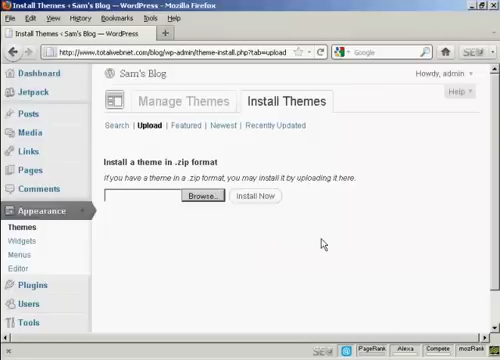 Install Themes ‹ Sam's Blog — WordPress - Mozilla Firefox
File Edit View History Bookmarks Tools Help
Install Themes ‹ Sam's Blog — WordPress +
http://www.totalwebnet.com/blog/wp-admin/theme-install.php?tab=upload Google
Dashboard
Jetpack
Posts
Media
Links
Pages
Comments
Appearance
Themes
Widgets
Menus
Editor
Plugins
Users
Tools
Sam's Blog Howdy, admin
Help
Manage Themes Install Themes
Search | Upload | Featured | Newest | Recently Updated
Install a theme in .zip format
If you have a theme in a .zip format, you may install it by uploading it here.
Browse... Install Now
PageRank Alexa Compete mozRank